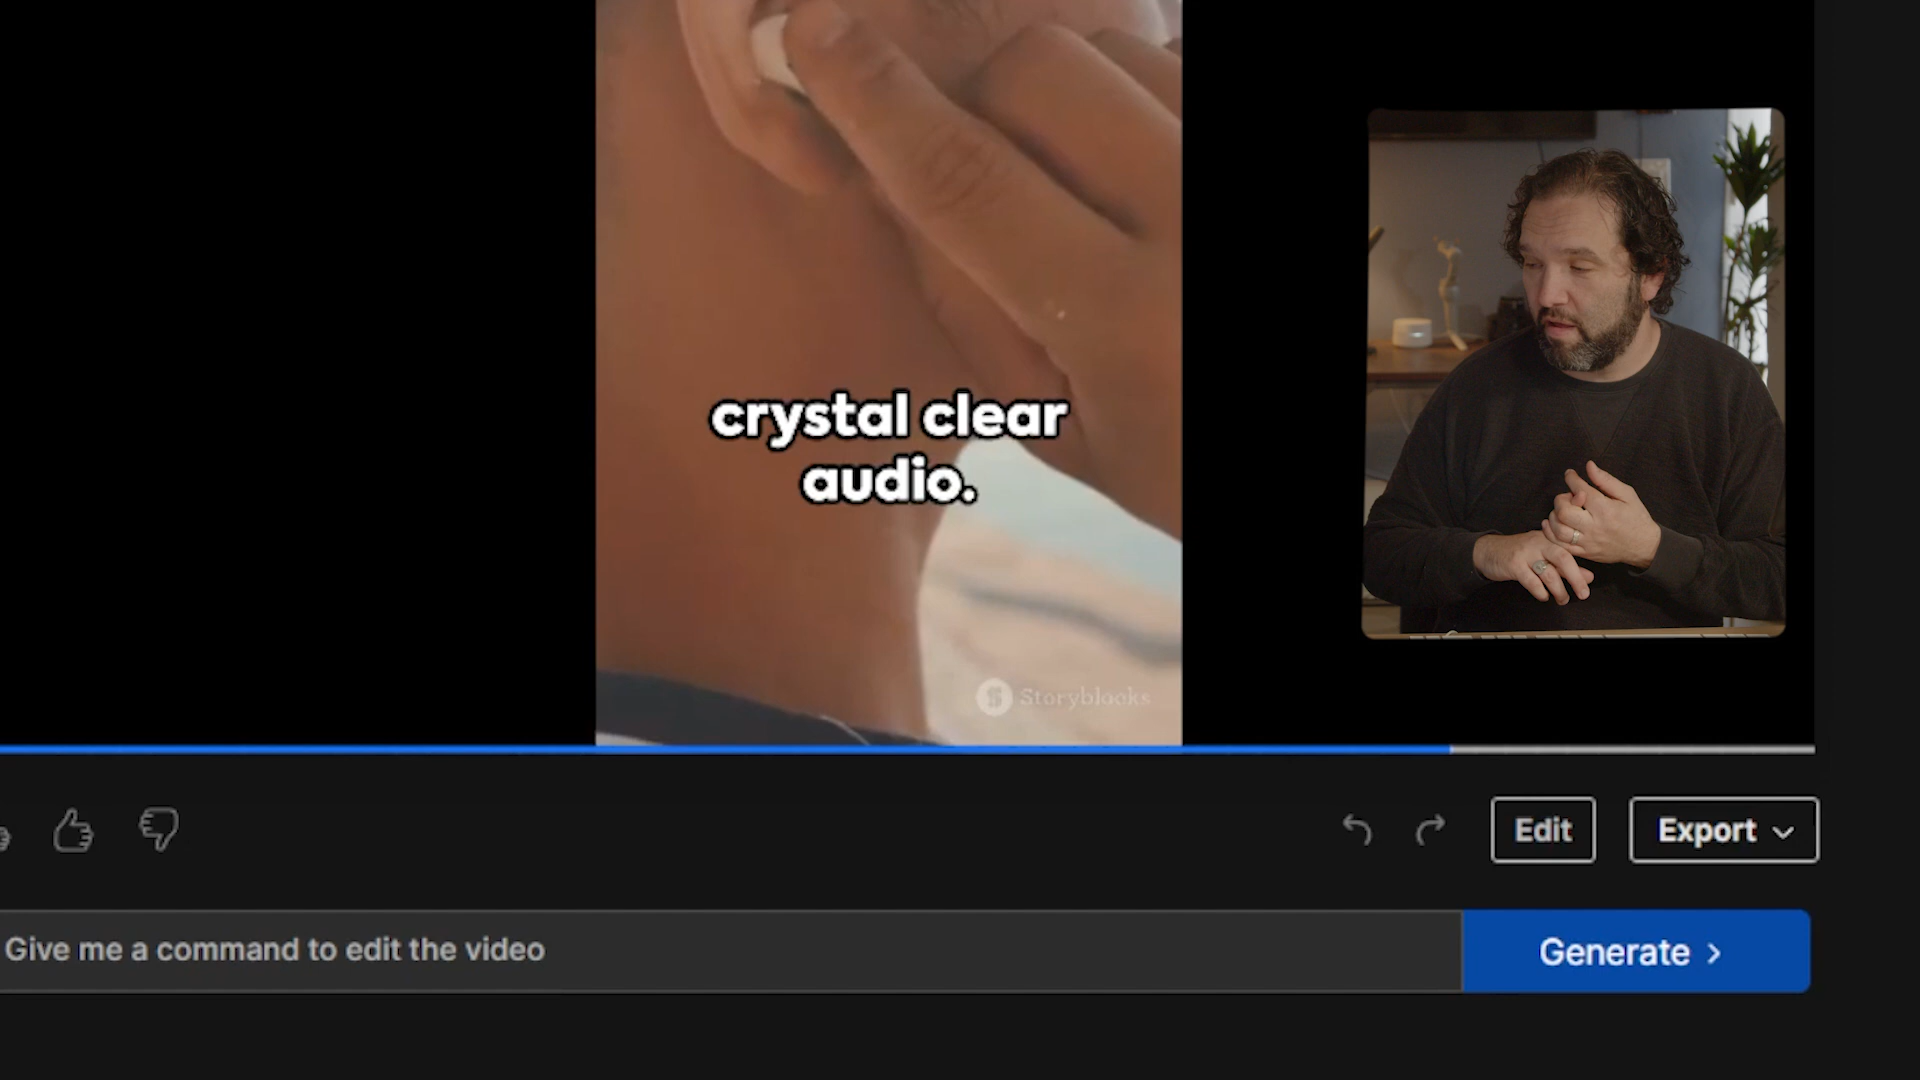 crystal clear
audio.
Storyblocks
Edit
Export
Give me a command to edit the video
Generate